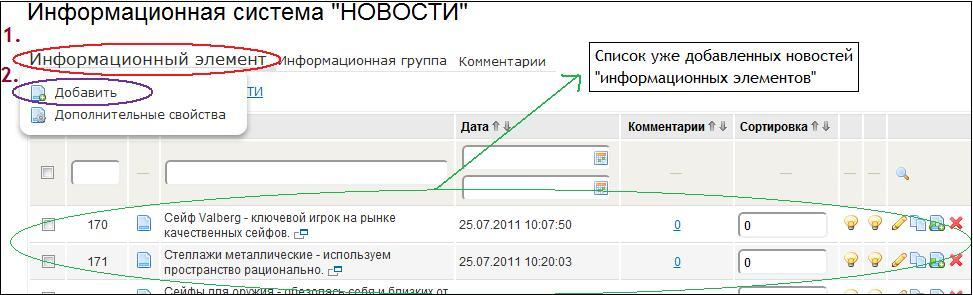 Информационная система "НОВОСТИ"
1.
Информационный элемент Информационная группа Комментарии
Список уже добавленных новостей
"информационных элементов"
2.
Добавить
ТИ
Дополнительные свойства
Дата Комментарии Сортировка
170 Сейф Valberg - ключевой игрок на рынке
качественных сейфов. 25.07.2011 10:07:50 0 0
171 Стеллажи металлические - используем
пространство рационально. 25.07.2011 10:20:03 0 0
Сейфы для оружия - убезопась себя и близких от